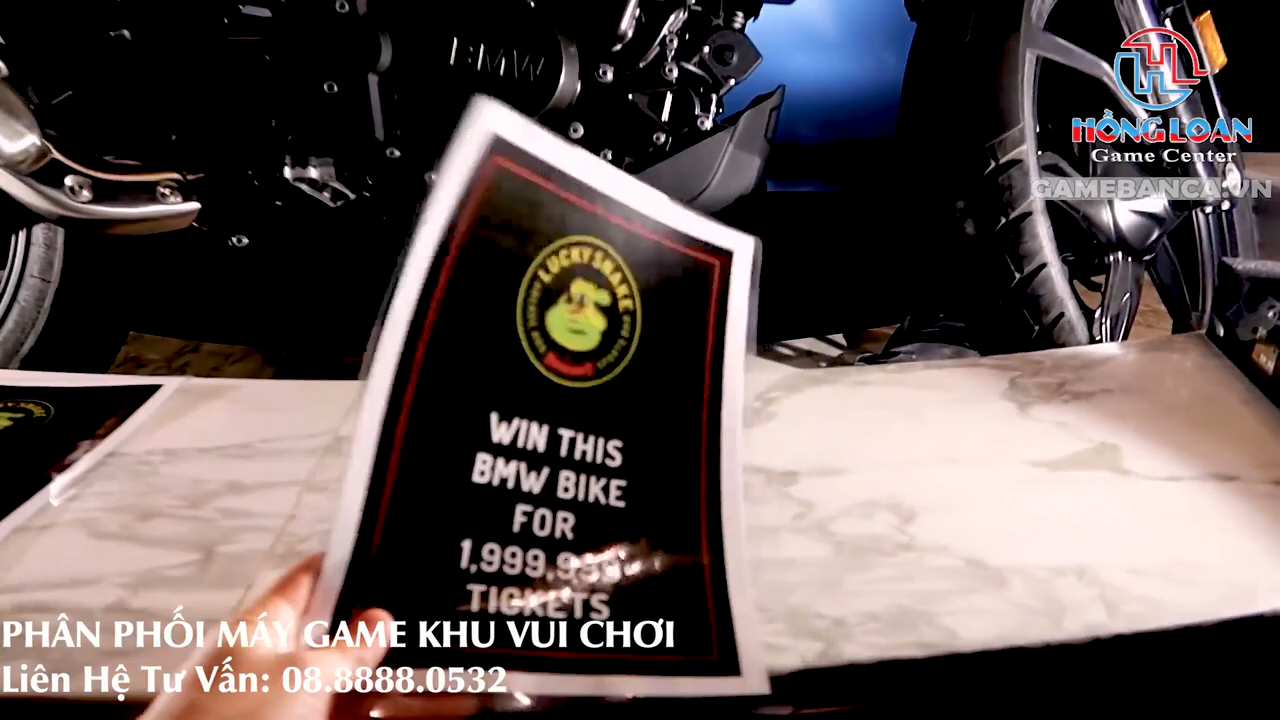 BMW
HỒNG LOAN
Game Center
GAMEBANCA.VN
LUCKY SNAKE
WIN THIS
BMW BIKE
FOR
1,999,999
TICKETS
PHÂN PHỐI MÁY GAME KHU VUI CHƠI
Liên Hệ Tư Vấn: 08.8888.0532